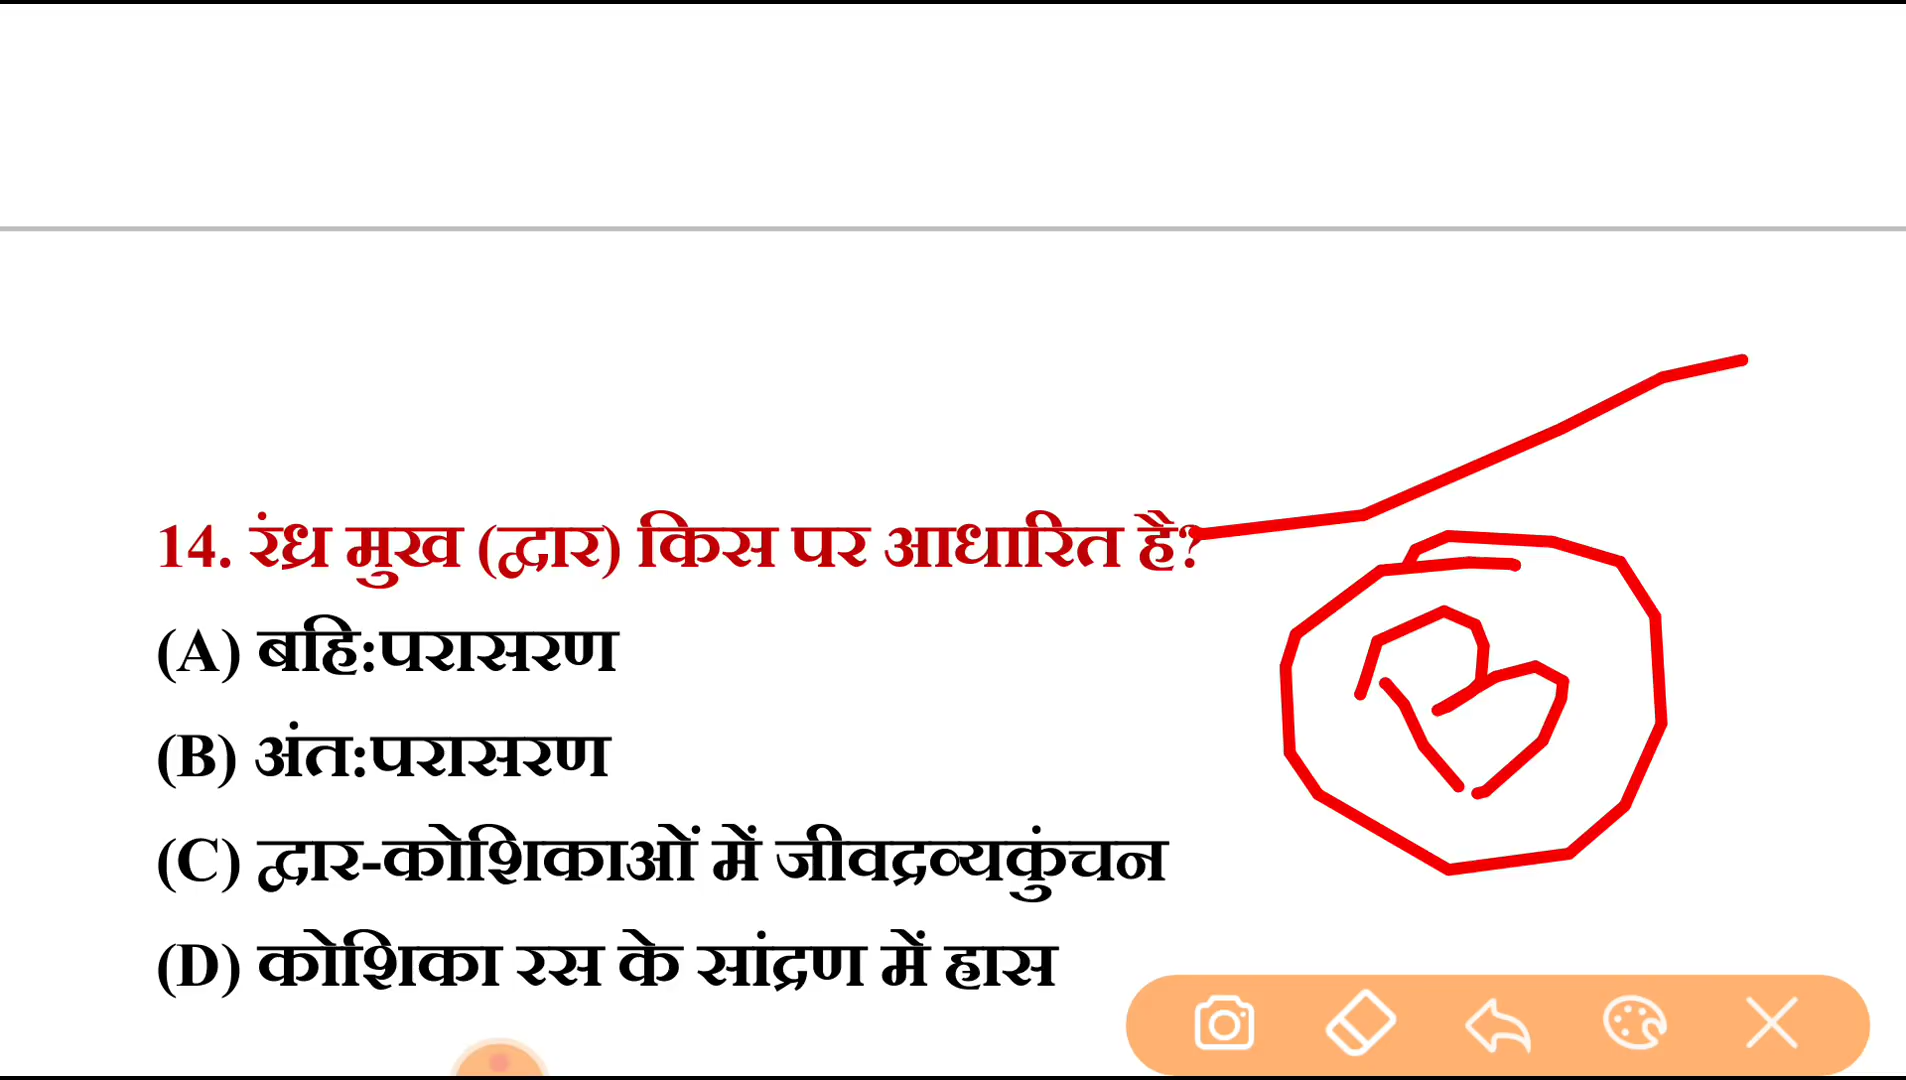 14. रंध्र मुख (द्वार) किस पर आधारित है?
(A) बहि:परासरण
(B) अंत:परासरण
B
(C) द्वार-कोशिकाओं में जीवद्रव्यकुंचन
(D) कोशिका रस के सांद्रण में ह्रास